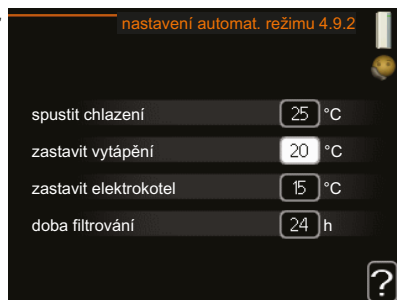 nastavení automat. režimu 4.9.2
spustit chlazení 25 °C
zastavit vytápění 20 °C
zastavit elektrokotel 15 °C
doba filtrování 24 h
?